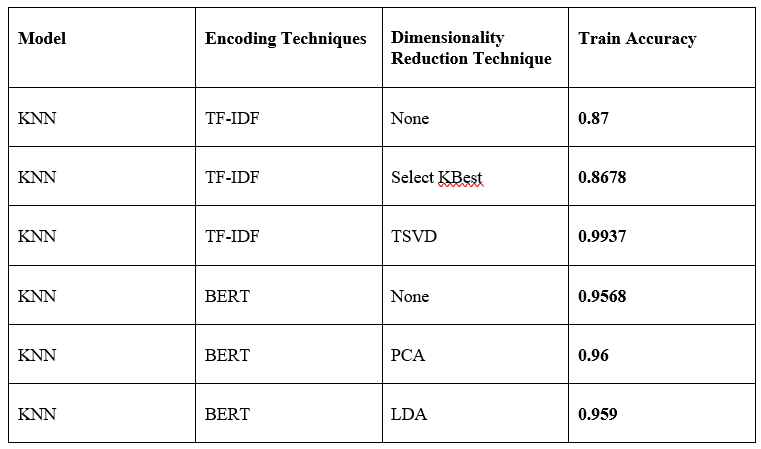 Model Encoding Techniques Dimensionality Reduction Technique Train Accuracy
KNN TF-IDF None 0.87
KNN TF-IDF Select KBest 0.8678
KNN TF-IDF TSVD 0.9937
KNN BERT None 0.9568
KNN BERT PCA 0.96
KNN BERT LDA 0.959